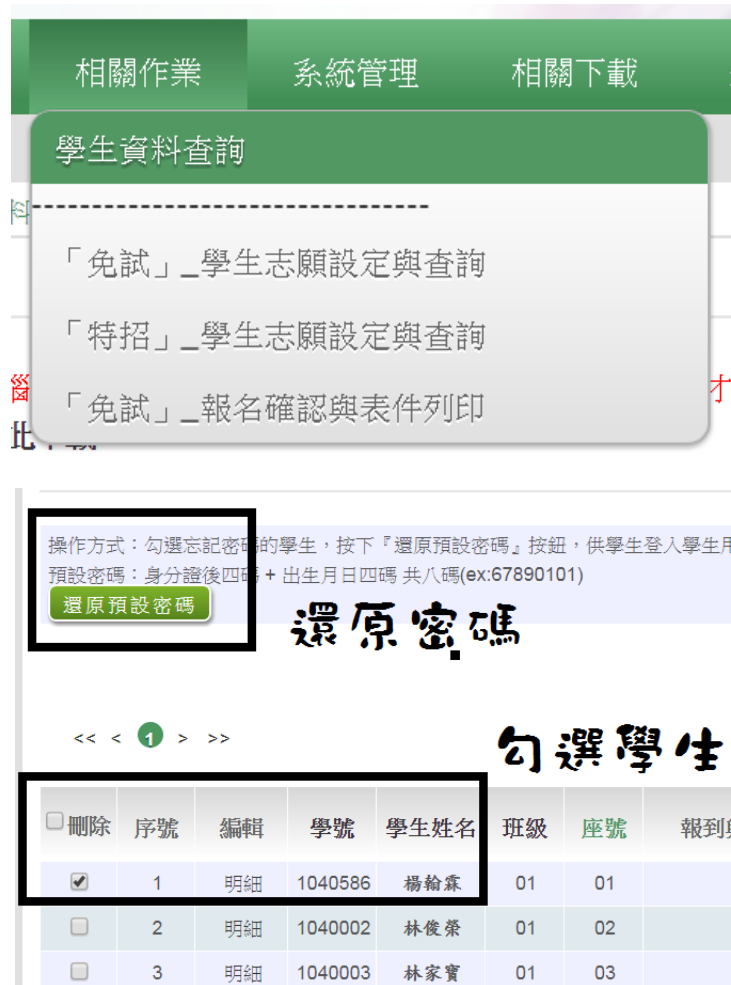 相關作業 系統管理 相關下載
學生資料查詢
---------------------------------
「免試」_學生志願設定與查詢
「特招」_學生志願設定與查詢
才
「免試」_報名確認與表件列印
此下載
操作方式：勾選忘記密碼的學生，按下『還原預設密碼』按鈕，供學生登入學生用
預設密碼：身分證後四碼 + 出生月日四碼 共八碼(ex:67890101)
還原預設密碼
還原密碼
<< < 1 > >>
勾選學生
刪除 序號 編輯 學號 學生姓名 班級 座號 報到
1 明細 1040586 楊翰霖 01 01
2 明細 1040002 林俊榮 01 02
3 明細 1040003 林家寶 01 03